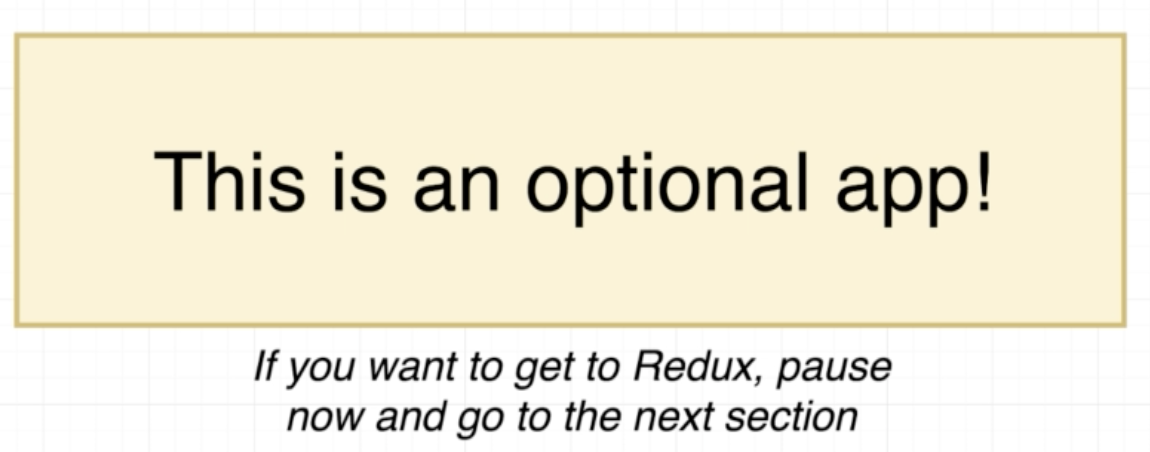 This is an optional app!
If you want to get to Redux, pause
now and go to the next section